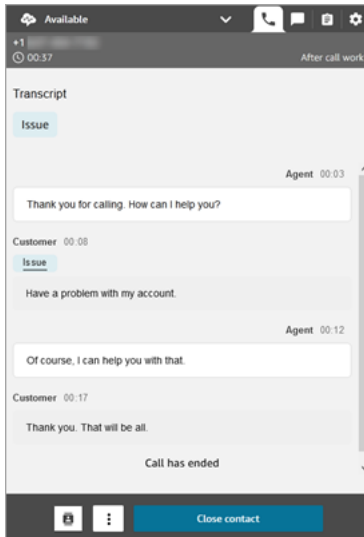 Available
+1
00:37 After call work
Transcript
Issue
Agent 00:03
Thank you for calling. How can I help you?
Customer 00:08
Issue
Have a problem with my account.
Agent 00:12
Of course, I can help you with that.
Customer 00:17
Thank you. That will be all.
Call has ended
Close contact